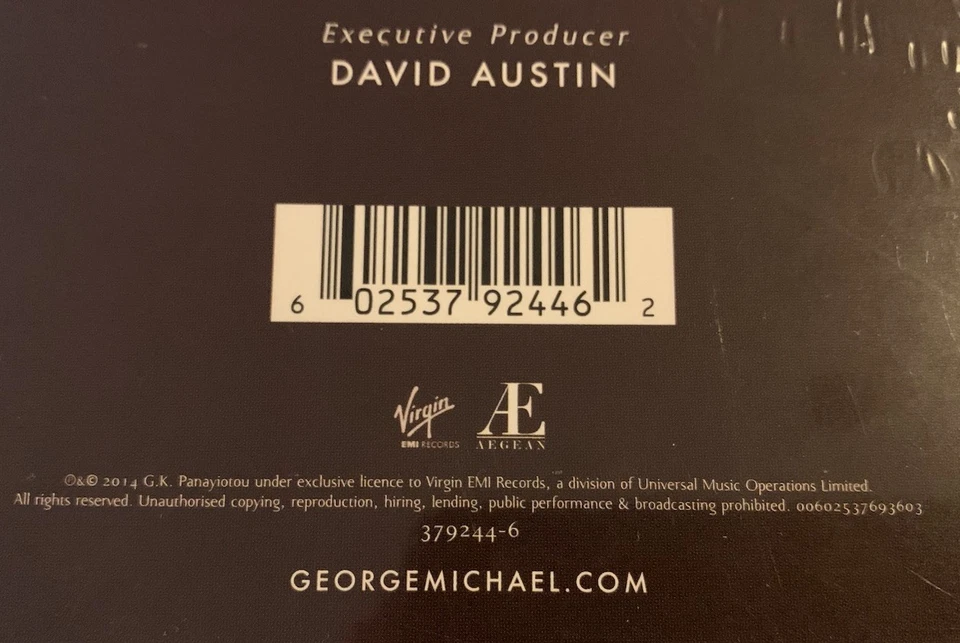 Executive Producer
DAVID AUSTIN
6 02537 92446 2
Virgin
EMI RECORDS
Æ
AEGEAN
℗&© 2014 G.K. Panayiotou under exclusive licence to Virgin EMI Records, a division of Universal Music Operations Limited.
All rights reserved. Unauthorised copying, reproduction, hiring, lending, public performance & broadcasting prohibited. 00602537693603
379244-6
GEORGEMICHAEL.COM